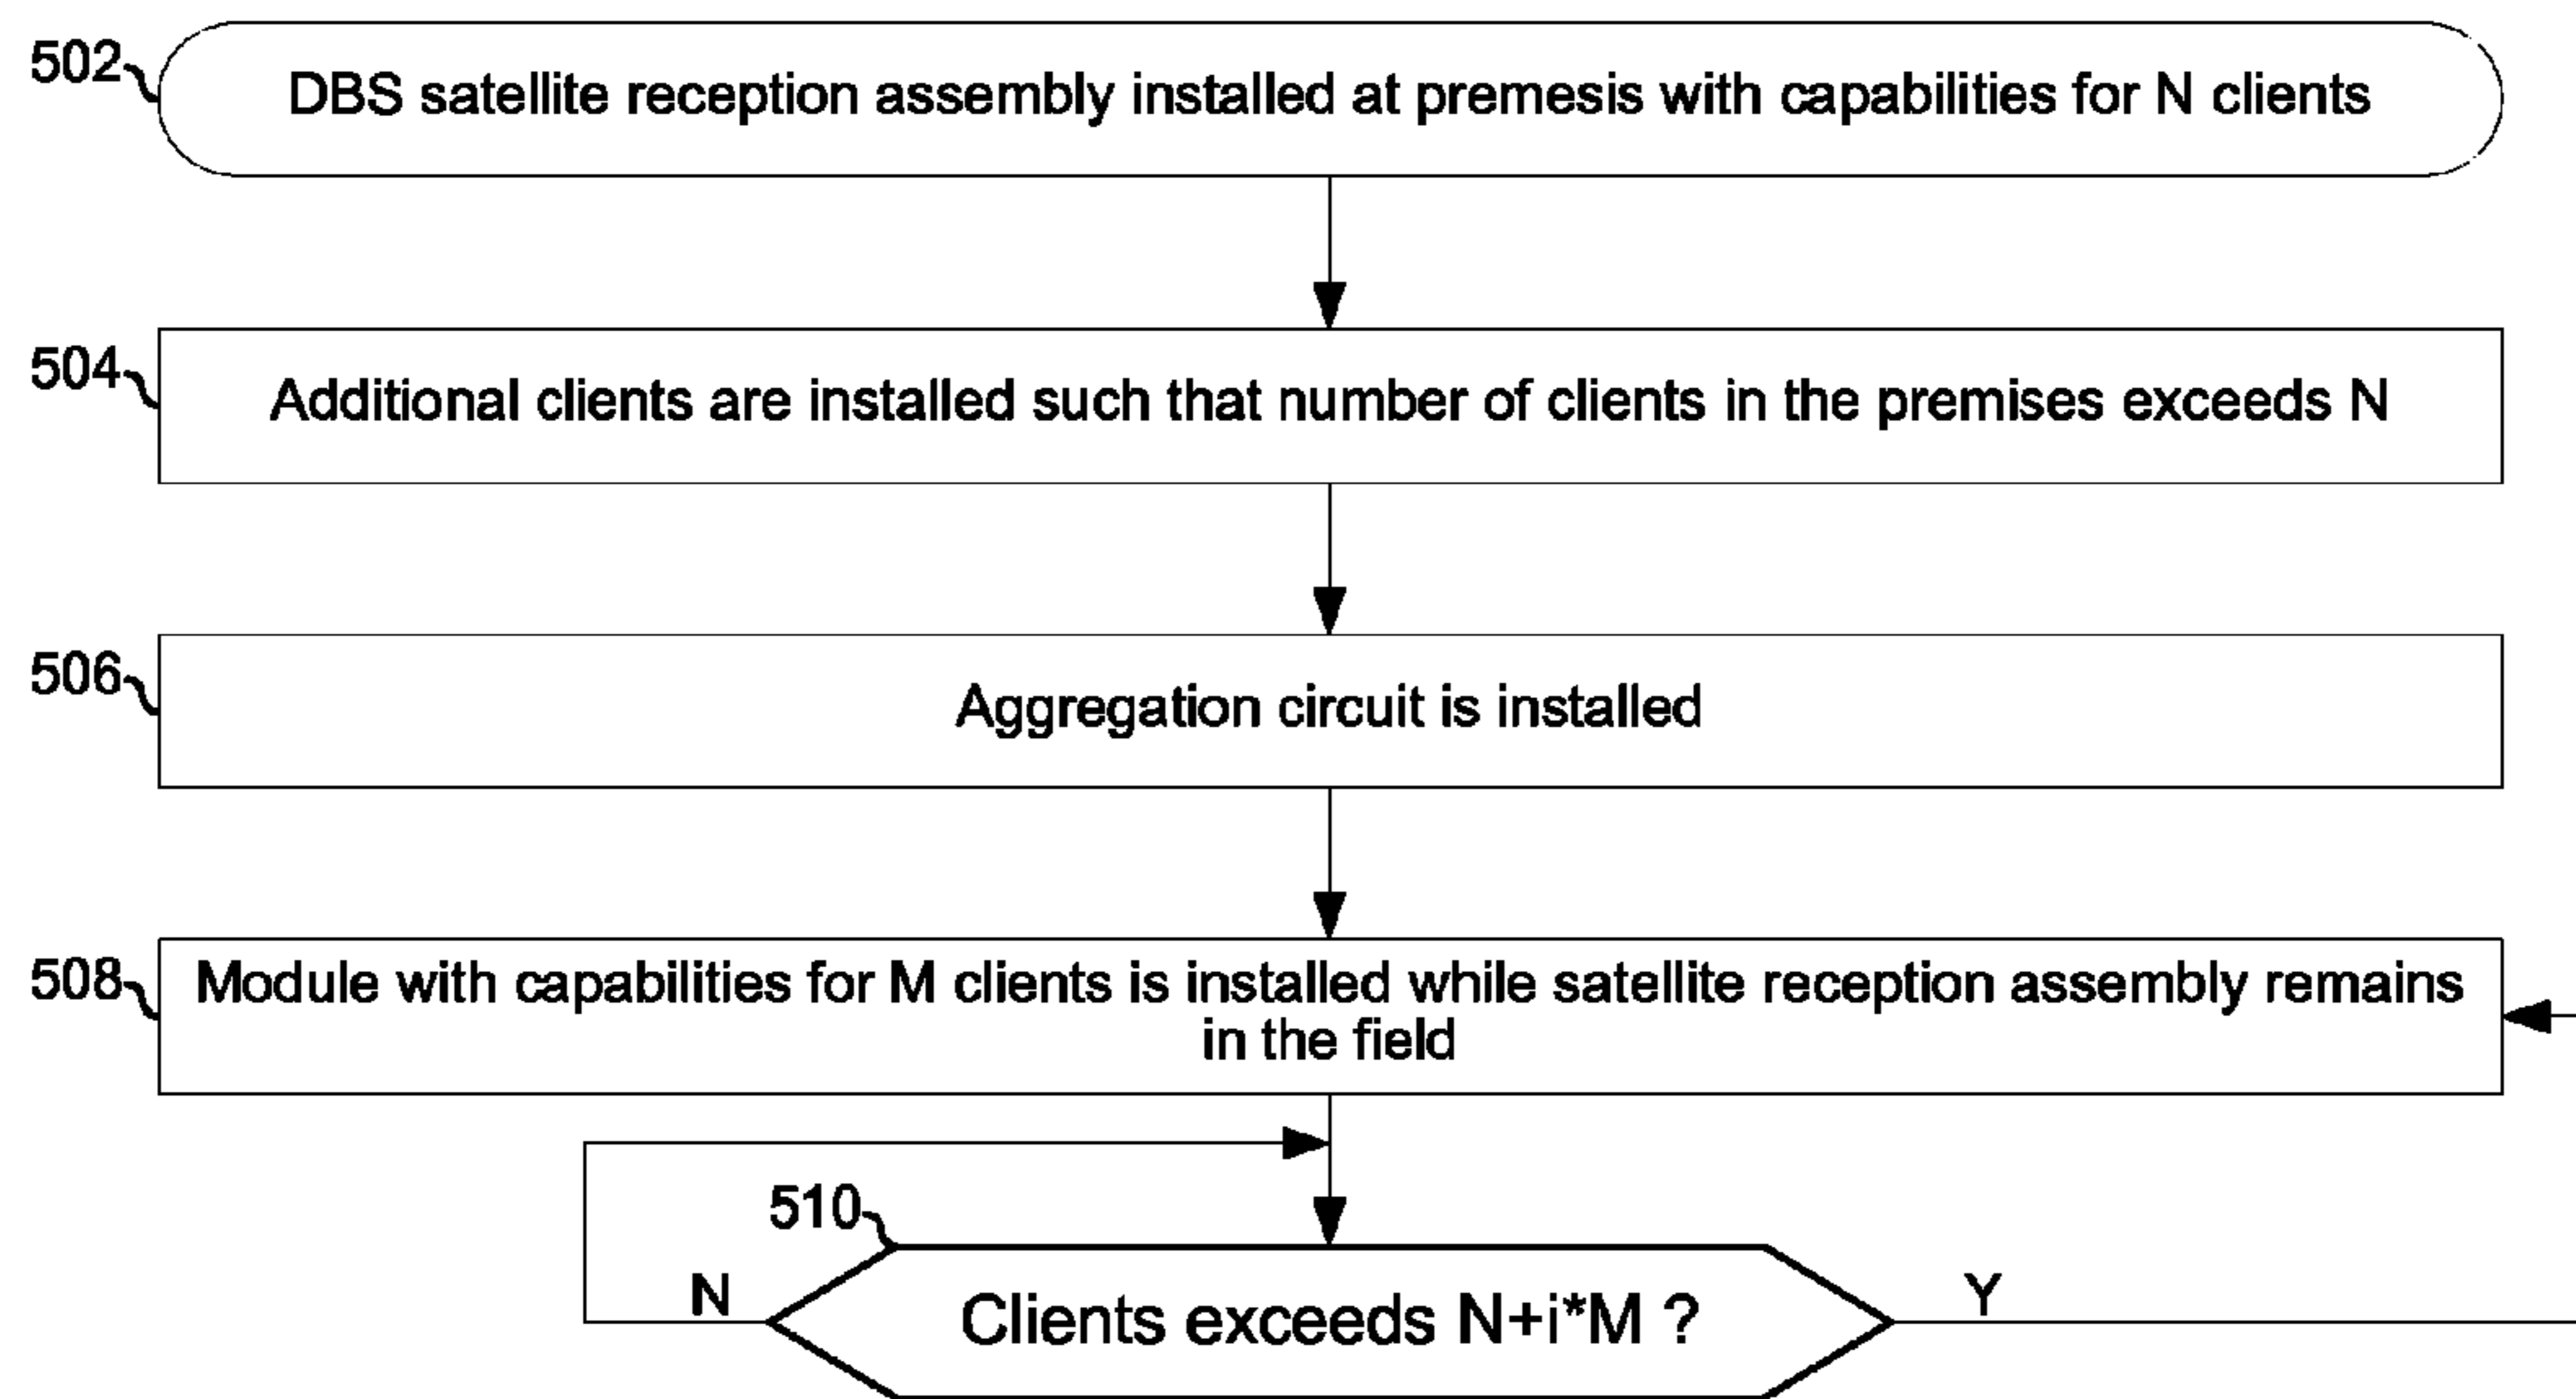 502
DBS satellite reception assembly installed at premesis with capabilities for N clients
504
Additional clients are installed such that number of clients in the premises exceeds N
506
Aggregation circuit is installed
508
Module with capabilities for M clients is installed while satellite reception assembly remains
in the field
510
N
Clients exceeds N+i*M ?
Y